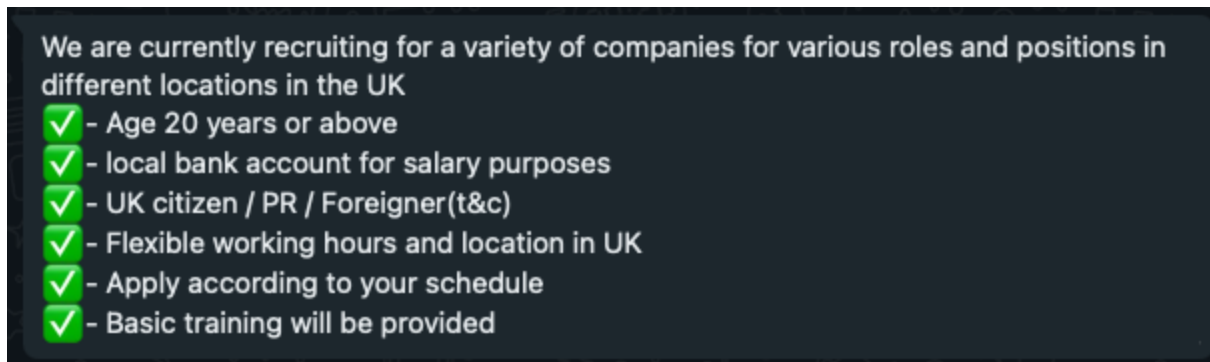 We are currently recruiting for a variety of companies for various roles and positions in
different locations in the UK
✅ - Age 20 years or above
✅ - local bank account for salary purposes
✅ - UK citizen / PR / Foreigner(t&c)
✅ - Flexible working hours and location in UK
✅ - Apply according to your schedule
✅ - Basic training will be provided